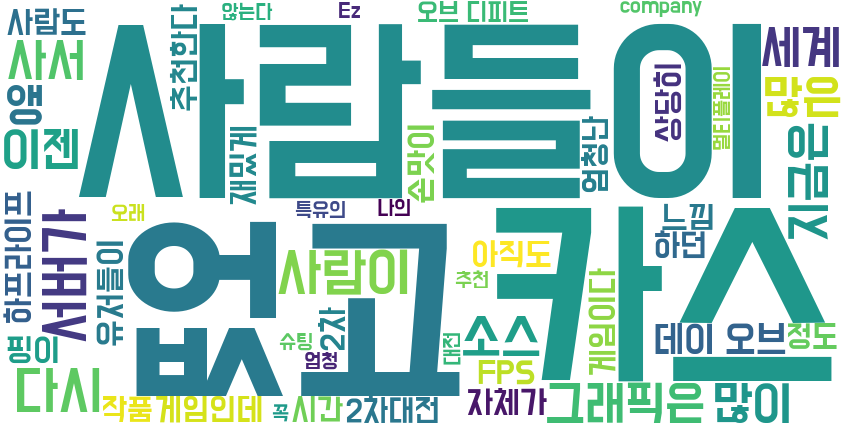 사람도
않는다
Ez
오브 디피트
company
사서
추천한다
사람들이
세계
앵
많은
이젠
재밌게
손맛이
엄청난
상당히
멀티플레이
지금은
오래
특유의
나의
하프라이프
서버가
유저들이
없고
사람이
아직도
카스
느낌
하던
추천
게임이다
핑이
슈팅
2차
엄청
대전
소스
FPS
데이 오브
정도
다시
작품
게임인데
꼭
시간
2차대전
자체가
그래픽은
많이